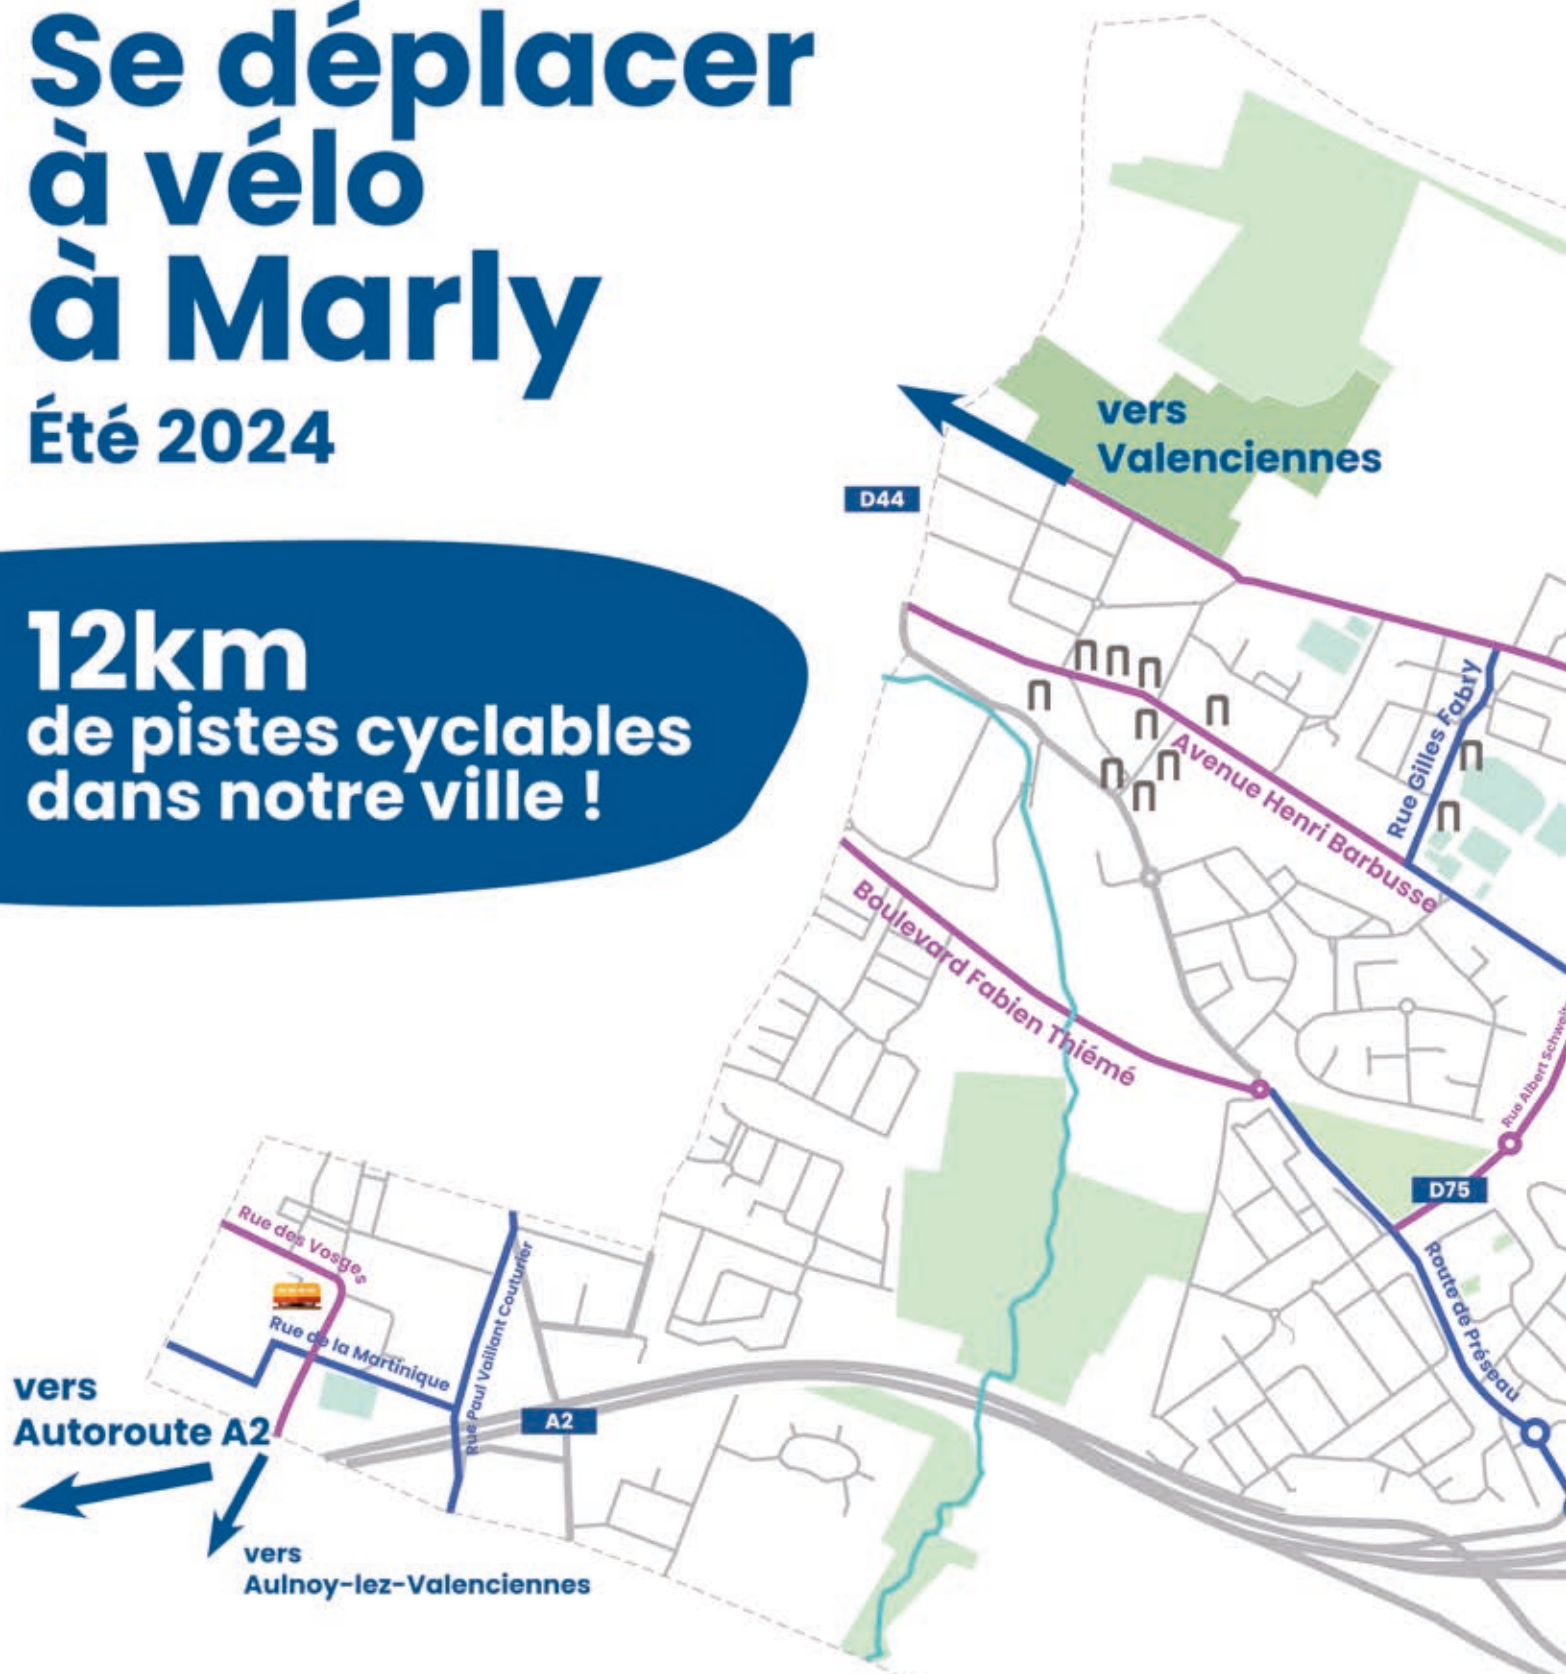 Se déplacer
à vélo
à Marly
Été 2024
vers
Valenciennes
D44
12km
de pistes cyclables
dans notre ville !
Rue Gilles Fabry
Avenue Henri Barbusse
Boulevard Fabien Thiémé
Rue Albert
D75
Rue des Vosges
Rue Paul Vaillant Couturier
Route de Préseau
Rue de la Martinique
vers
Autoroute A2
A2
vers
Aulnoy-lez-Valenciennes